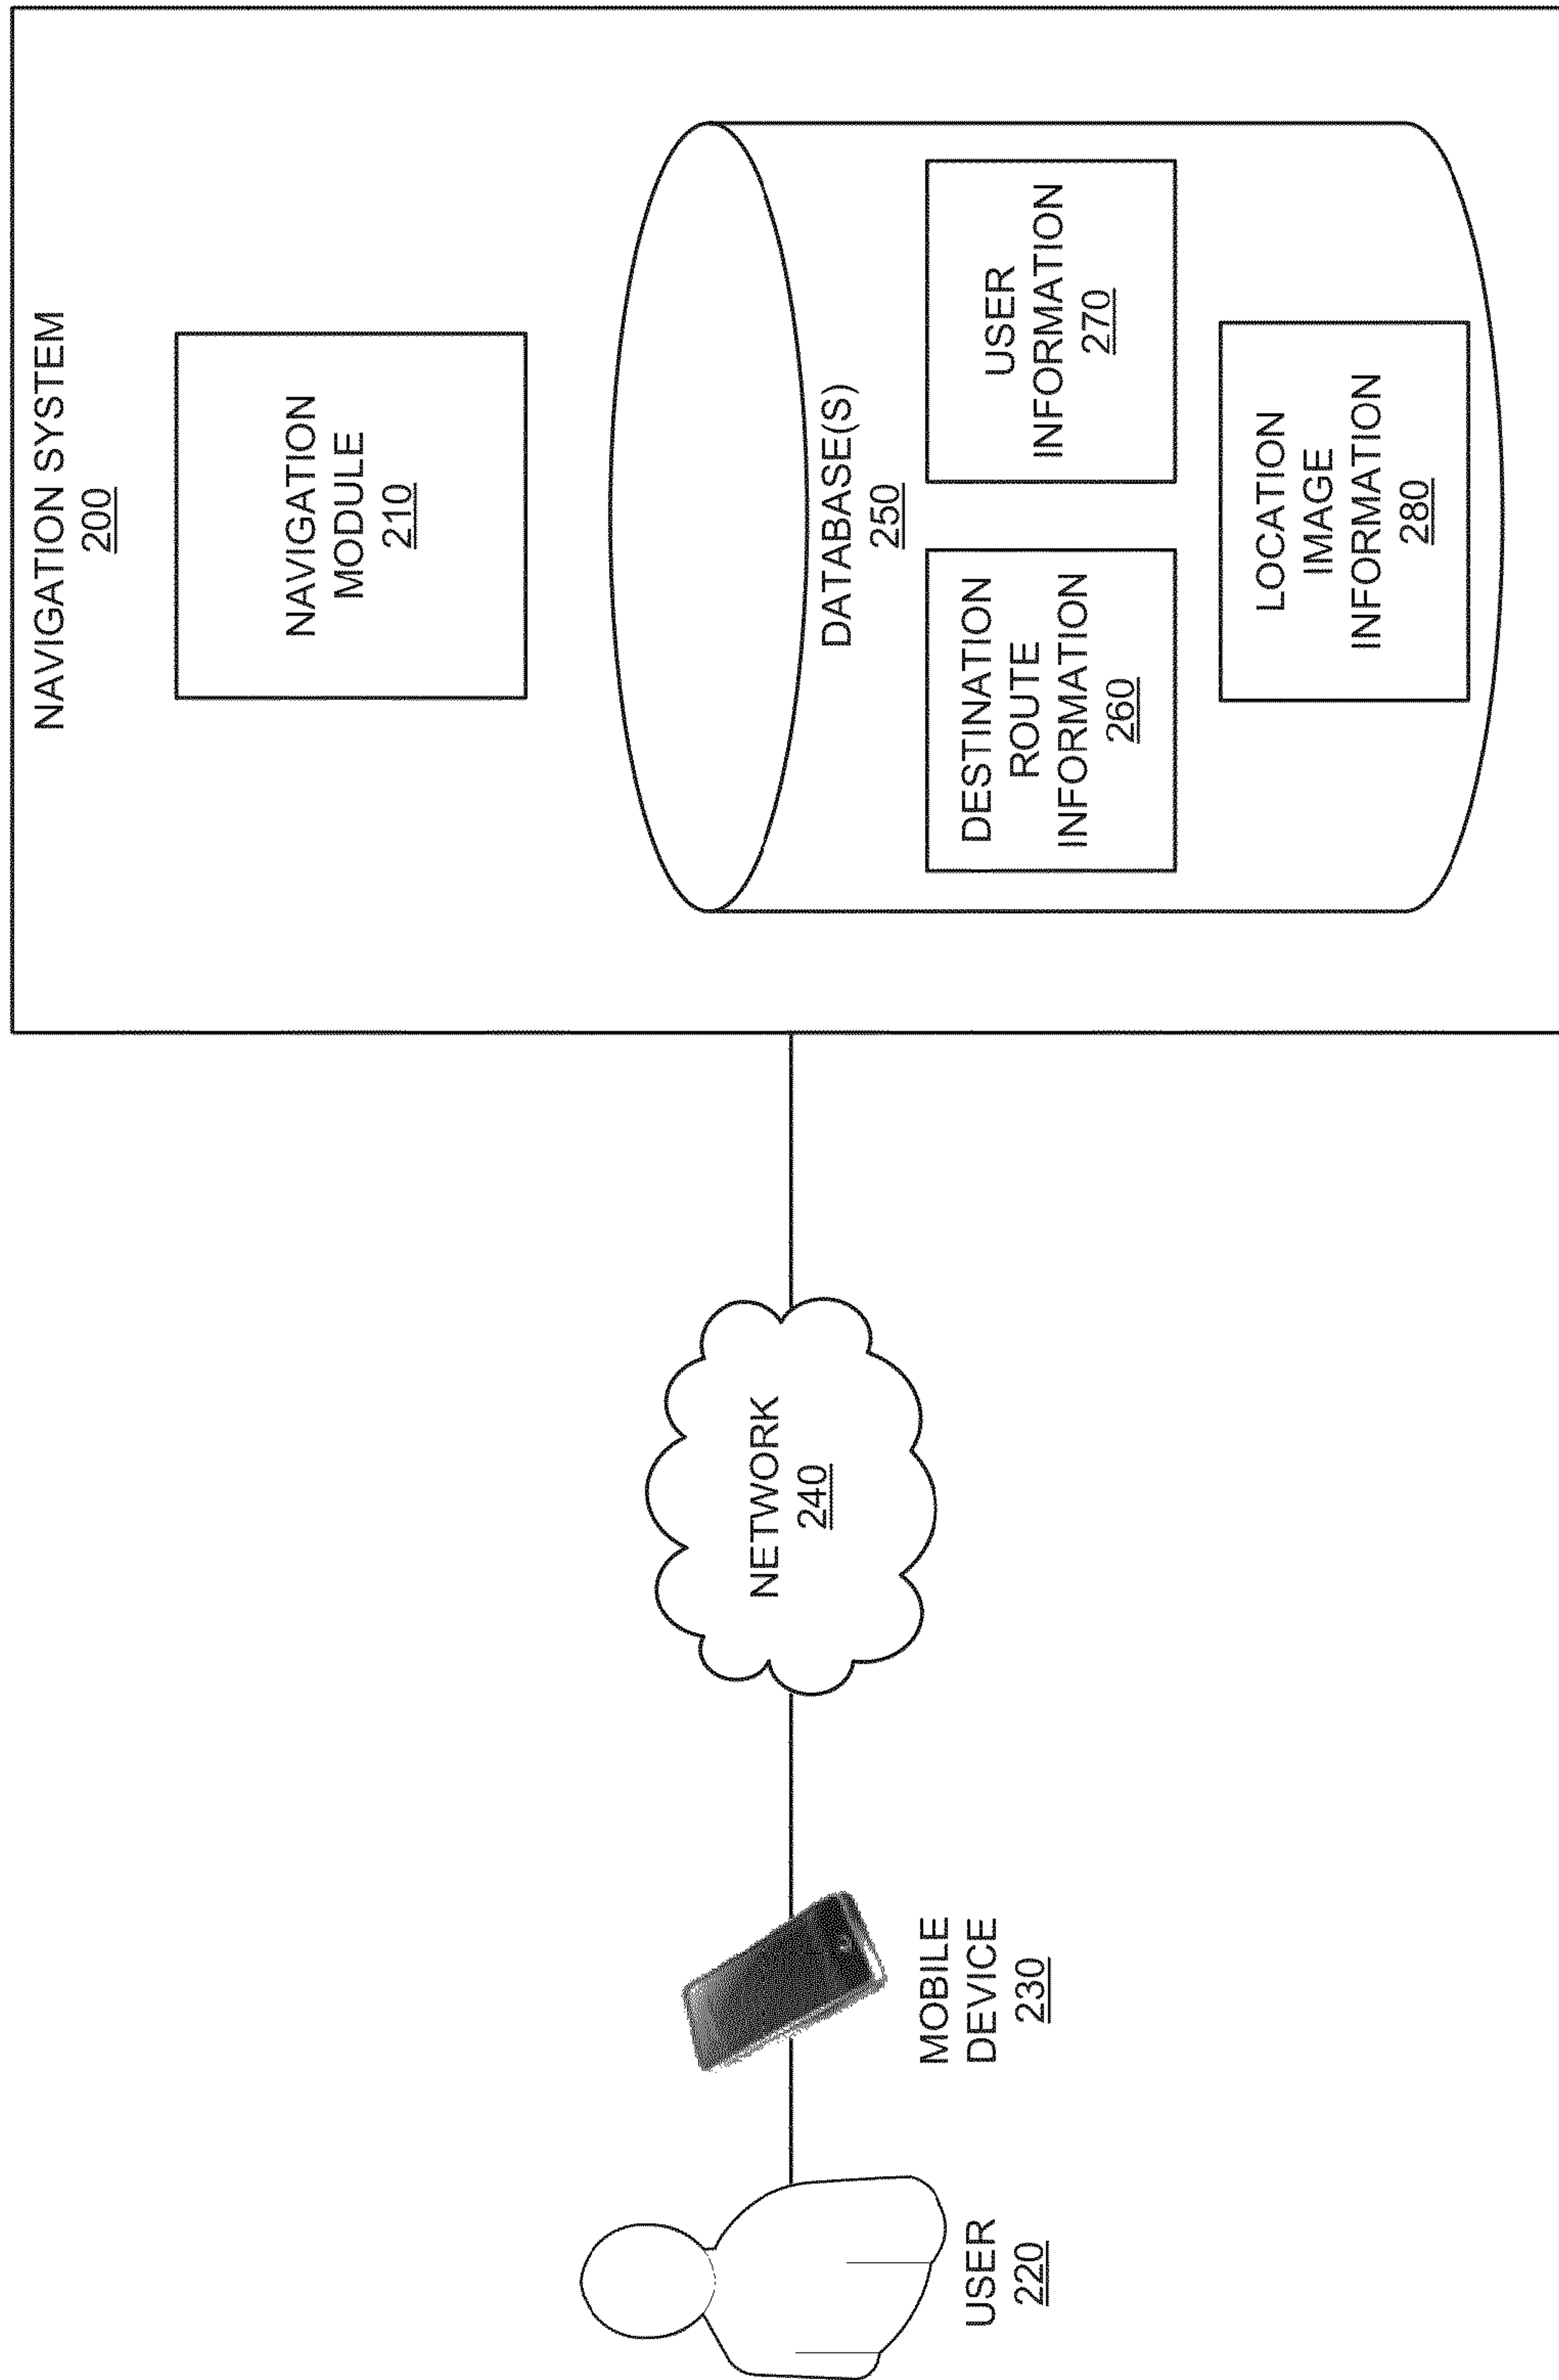 NAVIGATION SYSTEM
200
NAVIGATION
MODULE
210
DATABASE(S)
250
DESTINATION
ROUTE
INFORMATION
260
USER
INFORMATION
270
LOCATION
IMAGE
INFORMATION
280
NETWORK
240
MOBILE
DEVICE
230
USER
220